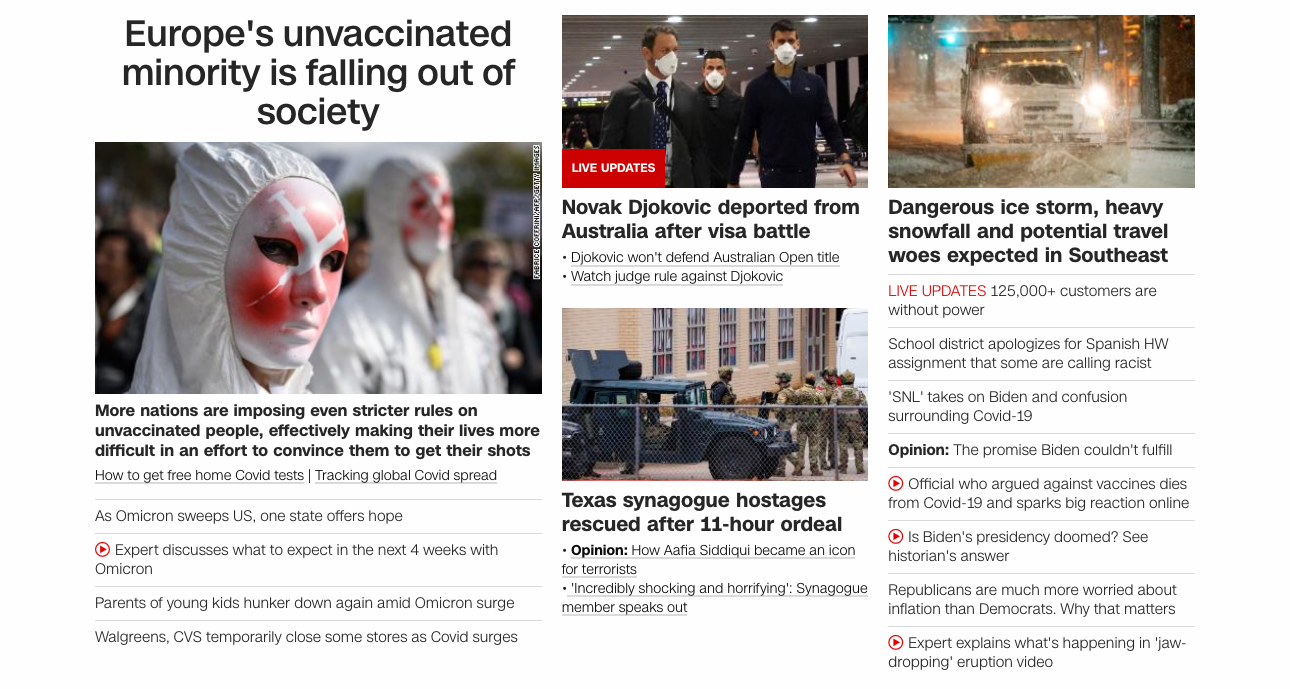 Europe's unvaccinated
minority is falling out of
society
FABRICE COFFRINI/AFP/GETTY IMAGES
More nations are imposing even stricter rules on
unvaccinated people, effectively making their lives more
difficult in an effort to convince them to get their shots
How to get free home Covid tests | Tracking global Covid spread
As Omicron sweeps US, one state offers hope
Expert discusses what to expect in the next 4 weeks with
Omicron
Parents of young kids hunker down again amid Omicron surge
Walgreens, CVS temporarily close some stores as Covid surges
LIVE UPDATES
Novak Djokovic deported from
Australia after visa battle
• Djokovic won't defend Australian Open title
• Watch judge rule against Djokovic
Texas synagogue hostages
rescued after 11-hour ordeal
• Opinion: How Aafia Siddiqui became an icon
for terrorists
• 'Incredibly shocking and horrifying': Synagogue
member speaks out
Dangerous ice storm, heavy
snowfall and potential travel
woes expected in Southeast
LIVE UPDATES 125,000+ customers are
without power
School district apologizes for Spanish HW
assignment that some are calling racist
'SNL' takes on Biden and confusion
surrounding Covid-19
Opinion: The promise Biden couldn't fulfill
Official who argued against vaccines dies
from Covid-19 and sparks big reaction online
Is Biden's presidency doomed? See
historian's answer
Republicans are much more worried about
inflation than Democrats. Why that matters
Expert explains what's happening in 'jaw-
dropping' eruption video